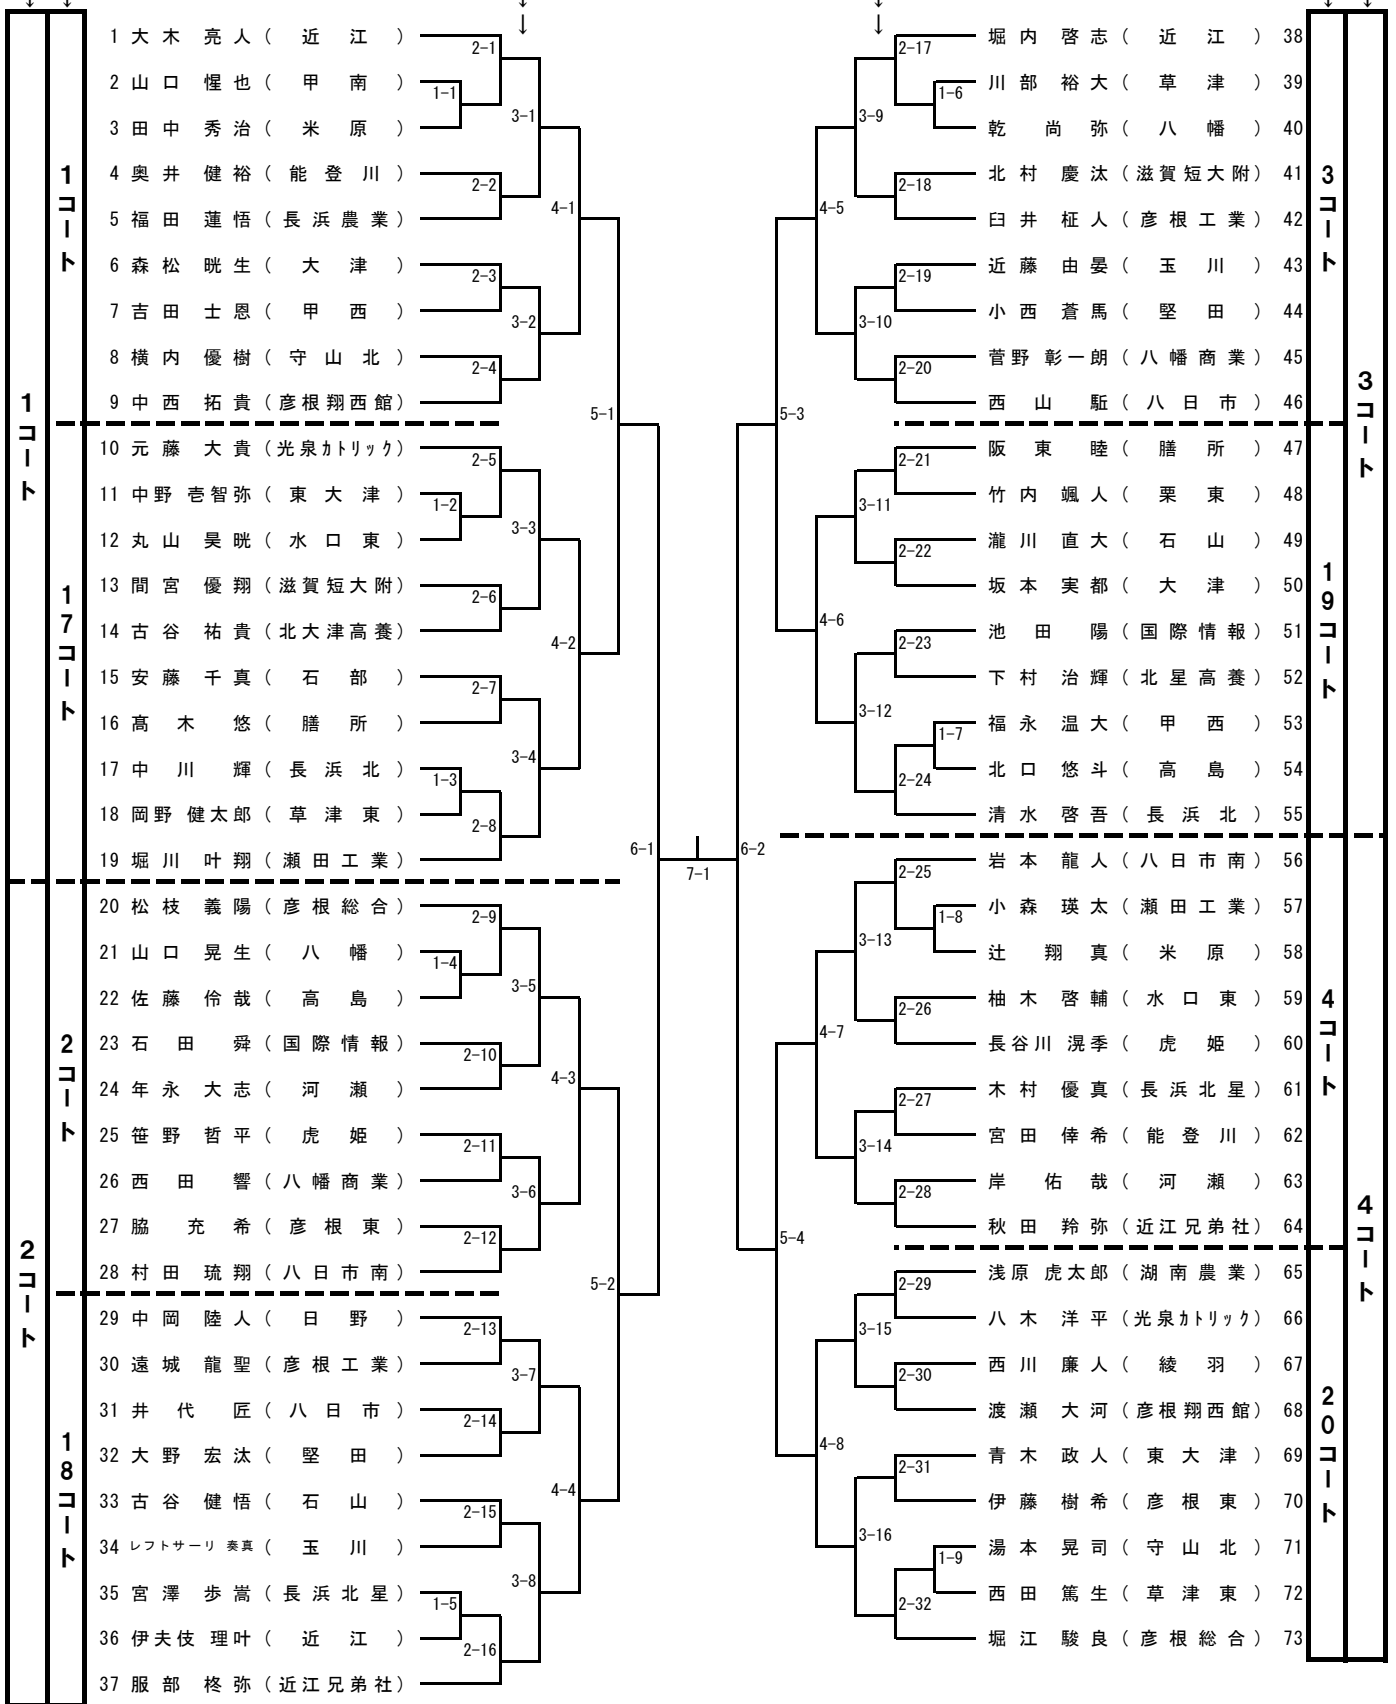 1 大木 亮人 ( 近江 )
2 山口 惺也 ( 甲南 )
3 田中 秀治 ( 米原 )
4 奥井 健裕 ( 能登川 )
5 福田 蓮悟 ( 長浜農業 )
6 森松 晄生 ( 大津 )
7 吉田 士恩 ( 甲西 )
8 横内 優樹 ( 守山北 )
9 中西 拓貴 ( 彦根翔西館 )
10 元藤 大貴 ( 光泉カトリック )
11 中野 壱智弥 ( 東大津 )
12 丸山 昊晄 ( 水口東 )
13 間宮 優翔 ( 滋賀短大附 )
14 古谷 祐貴 ( 北大津高養 )
15 安藤 千真 ( 石部 )
16 髙木 悠 ( 膳所 )
17 中川 輝 ( 長浜北 )
18 岡野 健太郎 ( 草津東 )
19 堀川 叶翔 ( 瀬田工業 )
20 松枝 義陽 ( 彦根総合 )
21 山口 晃生 ( 八幡 )
22 佐藤 伶哉 ( 高島 )
23 石田 舜 ( 国際情報 )
24 年永 大志 ( 河瀬 )
25 笹野 哲平 ( 虎姫 )
26 西田 響 ( 八幡商業 )
27 脇 充希 ( 彦根東 )
28 村田 琉翔 ( 八日市南 )
29 中岡 陸人 ( 日野 )
30 遠城 龍聖 ( 彦根工業 )
31 井代 匠 ( 八日市 )
32 大野 宏汰 ( 堅田 )
33 古谷 健悟 ( 石山 )
34 レフトサーリ 奏真 ( 玉川 )
35 宮澤 歩嵩 ( 長浜北星 )
36 伊夫伎 理叶 ( 近江 )
37 服部 柊弥 ( 近江兄弟社 )
1コート
17コート
2コート
18コート
1コート
2コート
1-1
1-2
1-3
1-4
1-5
2-1
2-2
2-3
2-4
2-5
2-6
2-7
2-8
2-9
2-10
2-11
2-12
2-13
2-14
2-15
2-16
3-1
3-2
3-3
3-4
3-5
3-6
3-7
3-8
4-1
4-2
4-3
4-4
5-1
5-2
6-1
7-1
6-2
5-3
5-4
4-5
4-6
4-7
4-8
3-9
3-10
3-11
3-12
3-13
3-14
3-15
3-16
2-17
2-18
2-19
2-20
2-21
2-22
2-23
2-24
2-25
2-26
2-27
2-28
2-29
2-30
2-31
2-32
1-6
1-7
1-8
1-9
堀内 啓志 ( 近江 ) 38
川部 裕大 ( 草津 ) 39
乾 尚弥 ( 八幡 ) 40
北村 慶汰 ( 滋賀短大附 ) 41
臼井 柾人 ( 彦根工業 ) 42
近藤 由晏 ( 玉川 ) 43
小西 蒼馬 ( 堅田 ) 44
菅野 彰一朗 ( 八幡商業 ) 45
西山 駈 ( 八日市 ) 46
阪東 睦 ( 膳所 ) 47
竹内 颯人 ( 栗東 ) 48
瀧川 直大 ( 石山 ) 49
坂本 実都 ( 大津 ) 50
池田 陽 ( 国際情報 ) 51
下村 治輝 ( 北星高養 ) 52
福永 温大 ( 甲西 ) 53
北口 悠斗 ( 高島 ) 54
清水 啓吾 ( 長浜北 ) 55
岩本 龍人 ( 八日市南 ) 56
小森 瑛太 ( 瀬田工業 ) 57
辻 翔真 ( 米原 ) 58
柚木 啓輔 ( 水口東 ) 59
長谷川 滉季 ( 虎姫 ) 60
木村 優真 ( 長浜北星 ) 61
宮田 倖希 ( 能登川 ) 62
岸 佑哉 ( 河瀬 ) 63
秋田 羚弥 ( 近江兄弟社 ) 64
浅原 虎太郎 ( 湖南農業 ) 65
八木 洋平 ( 光泉カトリック ) 66
西川 廉人 ( 綾羽 ) 67
渡瀬 大河 ( 彦根翔西館 ) 68
青木 政人 ( 東大津 ) 69
伊藤 樹希 ( 彦根東 ) 70
湯本 晃司 ( 守山北 ) 71
西田 篤生 ( 草津東 ) 72
堀江 駿良 ( 彦根総合 ) 73
3コート
19コート
4コート
20コート
3コート
4コート